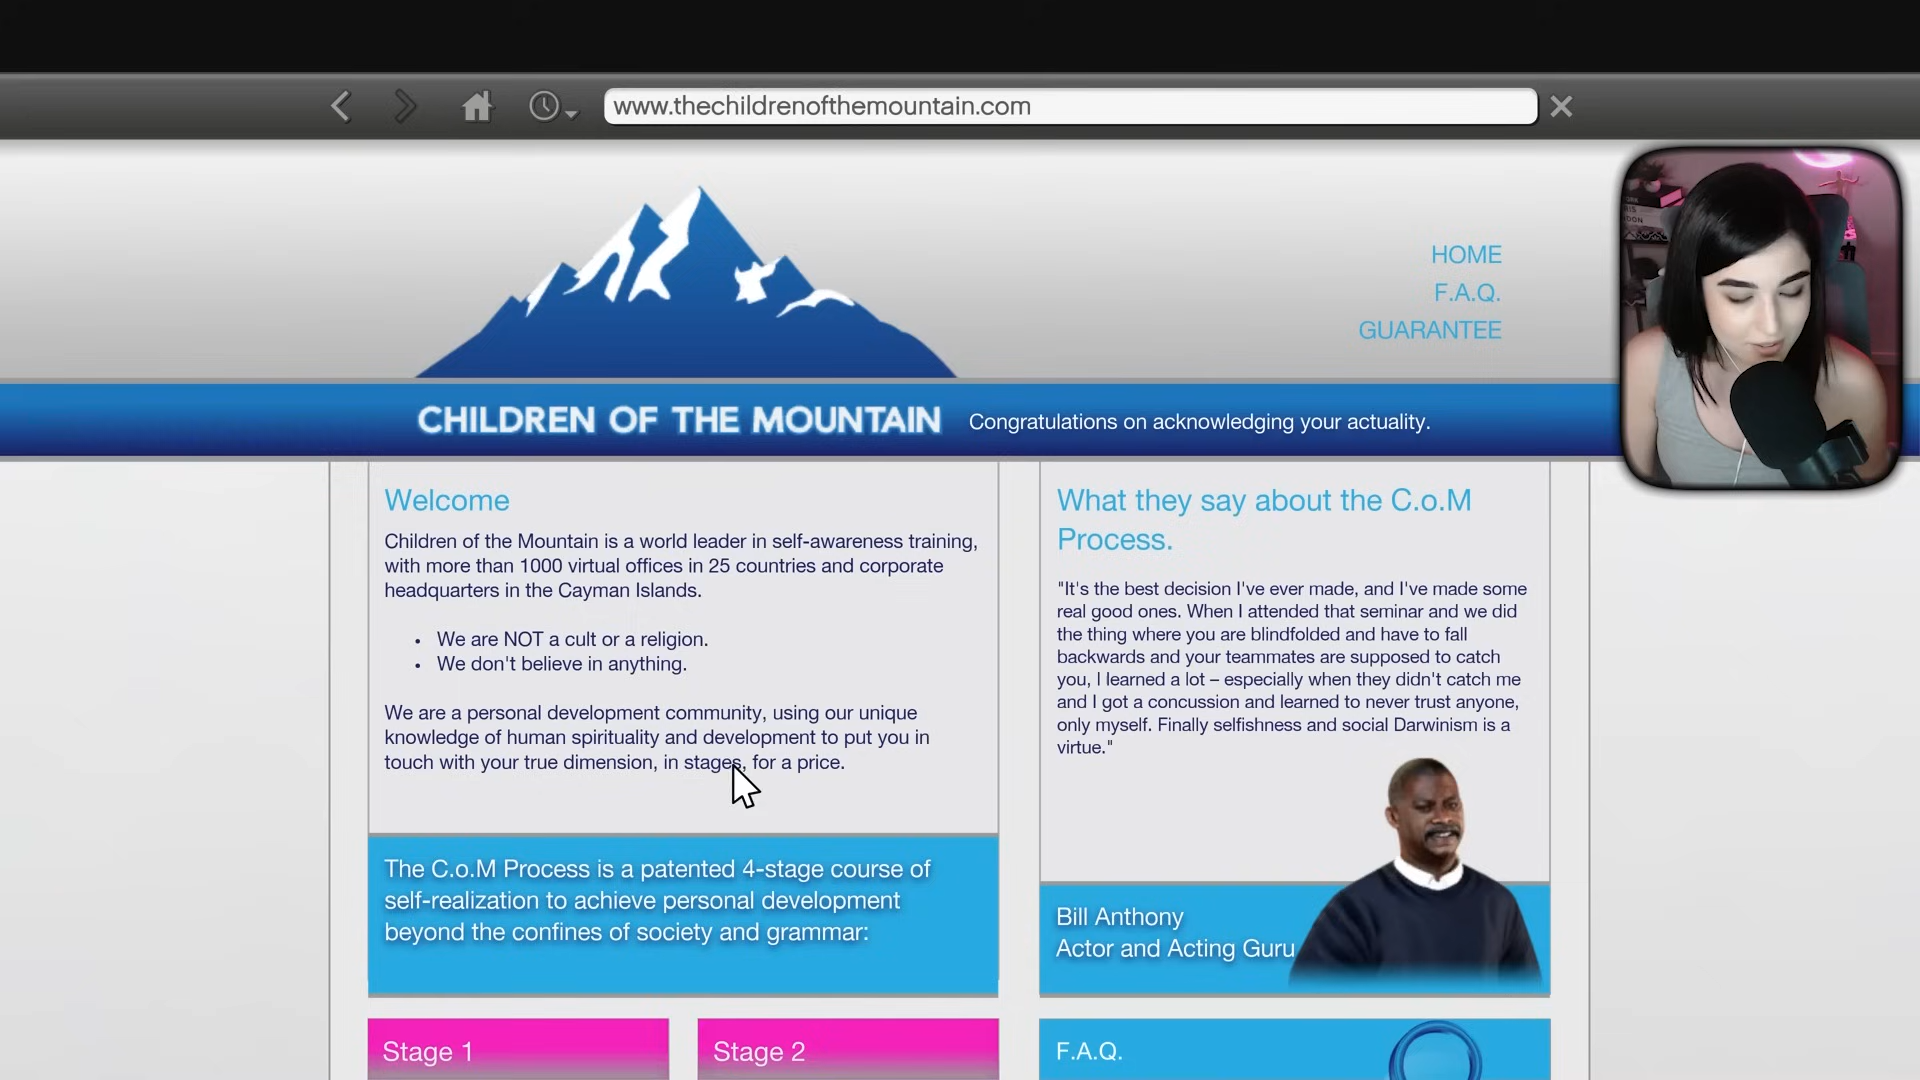 www.thechildrenofthemountain.com
HOME
F.A.Q.
GUARANTEE
CHILDREN OF THE MOUNTAIN
Congratulations on acknowledging your actuality.
Welcome
Children of the Mountain is a world leader in self-awareness training,
with more than 1000 virtual offices in 25 countries and corporate
headquarters in the Cayman Islands.
• We are NOT a cult or a religion.
• We don't believe in anything.
We are a personal development community, using our unique
knowledge of human spirituality and development to put you in
touch with your true dimension, in stages, for a price.
The C.o.M Process is a patented 4-stage course of
self-realization to achieve personal development
beyond the confines of society and grammar:
What they say about the C.o.M
Process.
"It's the best decision I've ever made, and I've made some
real good ones. When I attended that seminar and we did
the thing where you are blindfolded and have to fall
backwards and your teammates are supposed to catch
you, I learned a lot – especially when they didn't catch me
and I got a concussion and learned to never trust anyone,
only myself. Finally selfishness and social Darwinism is a
virtue."
Bill Anthony
Actor and Acting Guru
Stage 1
Stage 2
F.A.Q.